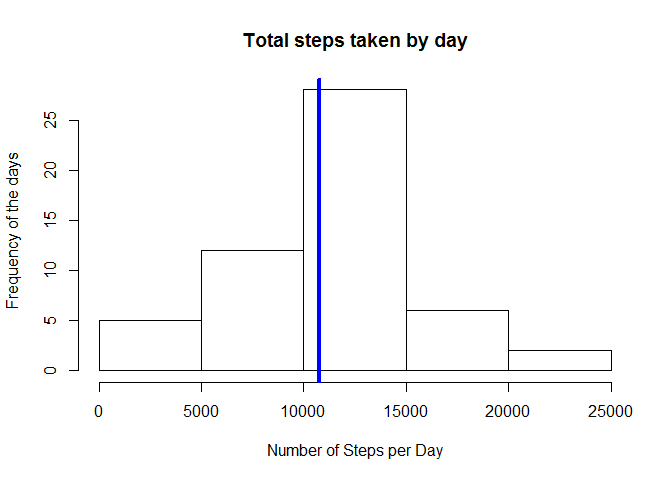 Total steps taken by day
Frequency of the days
25
20
15
10
5
0
0 5000 10000 15000 20000 25000
Number of Steps per Day